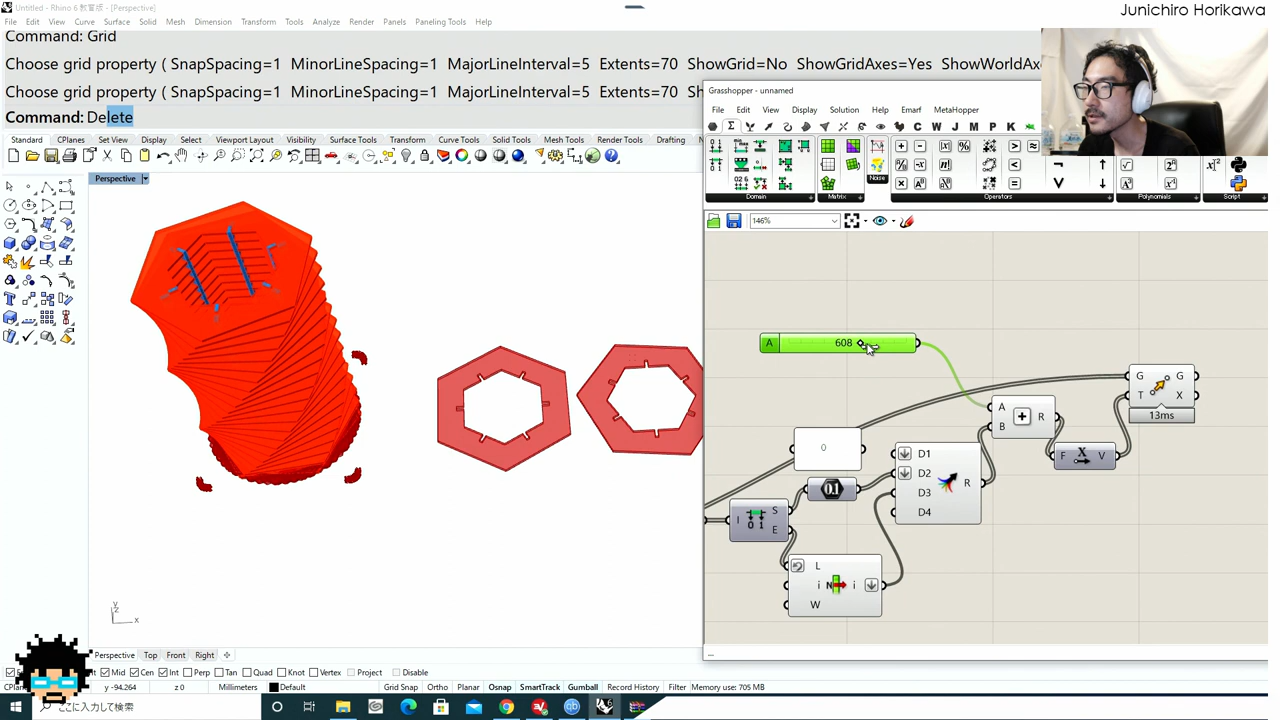 Untitled - Rhino 6 教育版 - [Perspective]
Junichiro Horikawa
File Edit View Curve Surface Solid Mesh Dimension Transform Tools Analyze Render Panels Paneling Tools Help
Command: Grid
Choose grid property ( SnapSpacing=1 MinorLineSpacing=1 MajorLineInterval=5 Extents=70 ShowGrid=No ShowGridAxes=Yes ShowWorldAx
Choose grid property ( SnapSpacing=1 MinorLineSpacing=1 MajorLineInterval=5 Extents=70 Sh
Command: Delete
Standard CPlanes Set View Display Select Viewport Layout Visibility Transform Curve Tools Surface Tools Solid Tools Mesh Tools Render Tools Drafting
Perspective
Grasshopper - unnamed
File Edit View Display Solution Help Emarf MetaHopper
C W J M P K
Domain Matrix Noise Operators Polynomials Script
146%
A 608
G G
T X
13ms
A R
B
F X V
0
D1
D2 R
D3
D4
0.1
I S
E
L
i N i
W
y
z
x
Perspective Top Front Right
Mid Cen Int Perp Tan Quad Knot Vertex Project Disable
CPlan y -94.264 z 0 Millimeters Default Grid Snap Ortho Planar Osnap SmartTrack Gumball Record History Filter Memory use: 705 MB
ここに入力して検索